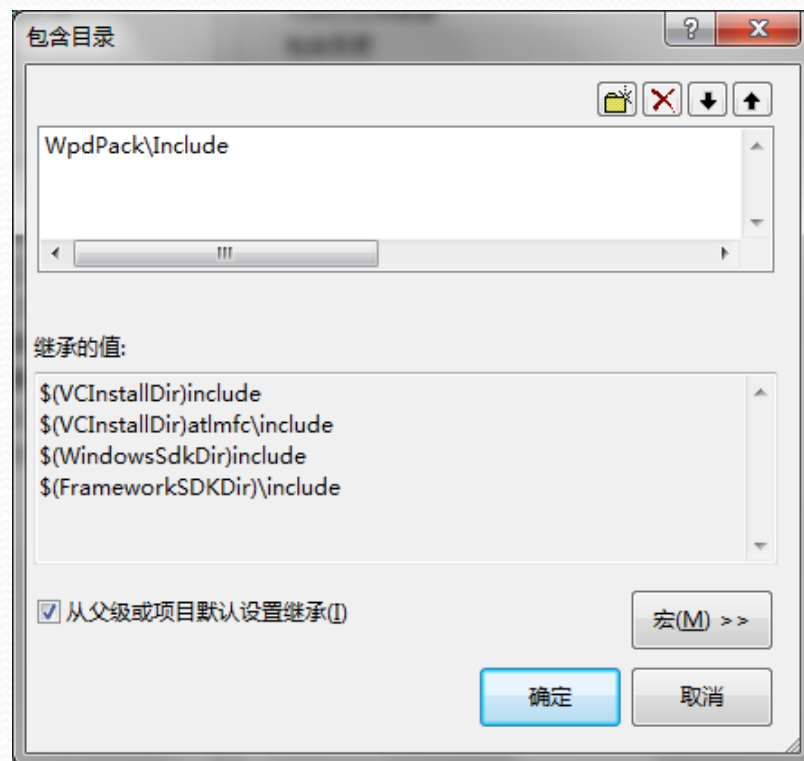 包含目录
WpdPack\Include
继承的值:
$(VCInstallDir)include
$(VCInstallDir)atlmfc\include
$(WindowsSdkDir)include
$(FrameworkSDKDir)\include
从父级或项目默认设置继承(I)
宏(M) >>
确定
取消